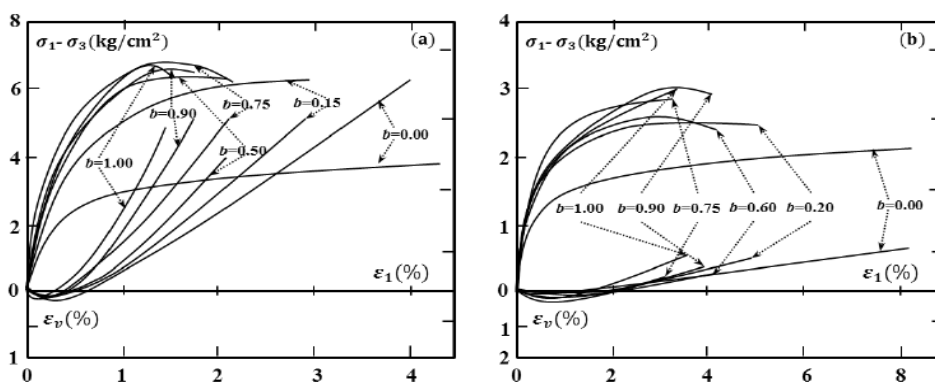 8
σ₁- σ₃(kg/cm²)
(a)
6
b=0.75
b=0.15
b=0.90
b=0.00
4
b=1.00
b=0.50
2
ε₁(%)
0
εᵥ(%)
1
2
0
1
2
3
4
4
σ₁- σ₃(kg/cm²)
(b)
3
2
b=1.00
b=0.90
b=0.75
b=0.60
b=0.20
b=0.00
1
ε₁(%)
0
εᵥ(%)
1
2
0
2
4
6
8